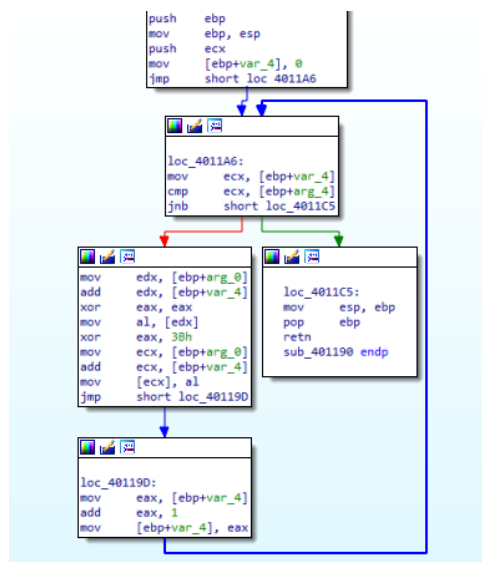 push ebp
mov ebp, esp
push ecx
mov [ebp+var_4], 0
jmp short loc_4011A6
loc_4011A6:
mov ecx, [ebp+var_4]
cmp ecx, [ebp+arg_4]
jnb short loc_4011C5
mov edx, [ebp+arg_0]
add edx, [ebp+var_4]
xor eax, eax
mov al, [edx]
xor eax, 3Bh
mov ecx, [ebp+arg_0]
add ecx, [ebp+var_4]
mov [ecx], al
jmp short loc_40119D
loc_4011C5:
mov esp, ebp
pop ebp
retn
sub_401190 endp
loc_40119D:
mov eax, [ebp+var_4]
add eax, 1
mov [ebp+var_4], eax